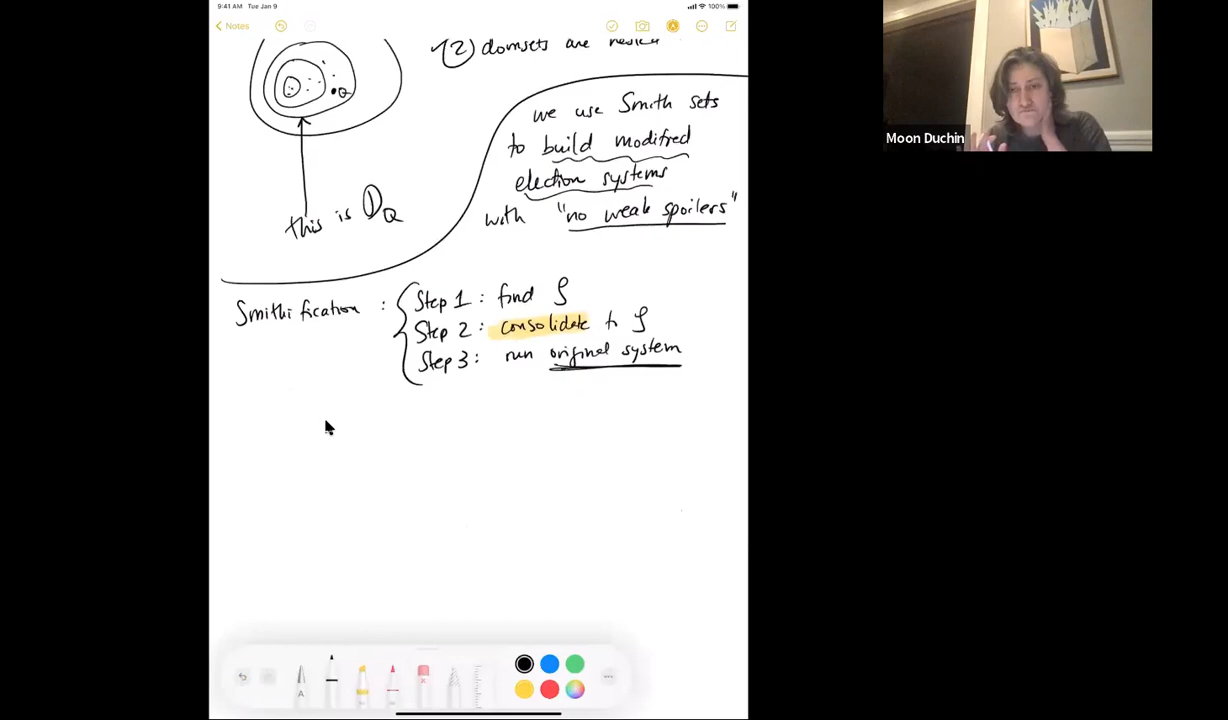 9:41 AM Tue Jan 9
100%
Notes
(2) domsets are
Q
we use Smith sets
to build modified
election systems
with "no weak spoilers"
this is D_Q
Smithification : { Step 1 : find S
Step 2 : consolidate to S
Step 3 : run original system
A
Moon Duchin